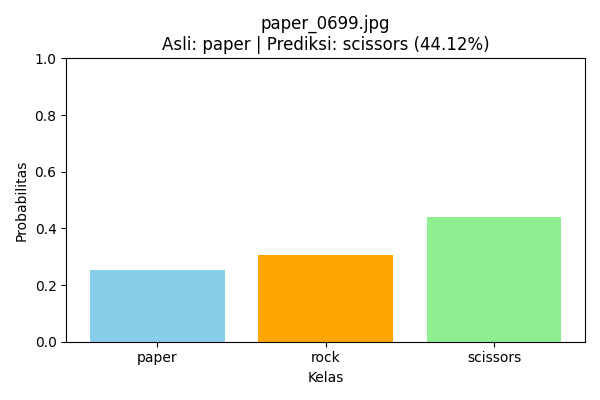 paper_0699.jpg
Asli: paper | Prediksi: scissors (44.12%)
1.0
0.8
0.6
0.4
0.2
0.0
Probabilitas
paper rock scissors
Kelas